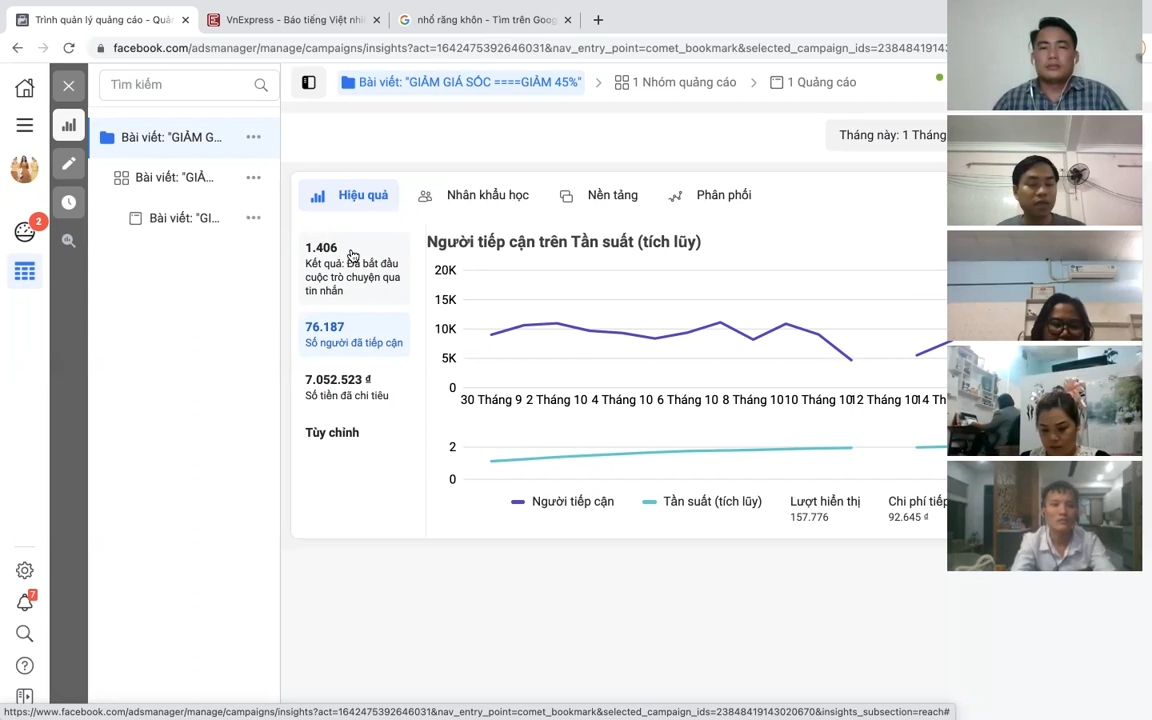 Trình quản lý quảng cáo - Quản
VnExpress - Báo tiếng Việt nhi
nhổ răng khôn - Tìm trên Goog
facebook.com/adsmanager/manage/campaigns/insights?act=1642475392646031&nav_entry_point=comet_bookmark&selected_campaign_ids=2384841914
Tìm kiếm
Bài viết: "GIẢM GIÁ SỐC ====GIẢM 45%"
1 Nhóm quảng cáo
1 Quảng cáo
Bài viết: "GIẢM G...
Tháng này: 1 Tháng
Bài viết: "GIẢ...
Bài viết: "GI...
2
7
Hiệu quả
Nhân khẩu học
Nền tảng
Phân phối
1.406
Kết quả: Đã bắt đầu
cuộc trò chuyện qua
tin nhắn
76.187
Số người đã tiếp cận
7.052.523 ₫
Số tiền đã chi tiêu
Tùy chỉnh
Người tiếp cận trên Tần suất (tích lũy)
20K
15K
10K
5K
0
30 Tháng 9 2 Tháng 10 4 Tháng 10 6 Tháng 10 8 Tháng 10 10 Tháng 10 12 Tháng 10 14 Th
2
0
Người tiếp cận
Tần suất (tích lũy)
Lượt hiển thị
157.776
Chi phí tiếp
92.645 ₫
https://www.facebook.com/adsmanager/manage/campaigns/insights?act=1642475392646031&nav_entry_point=comet_bookmark&selected_campaign_ids=23848419143020670&insights_subsection=reach#